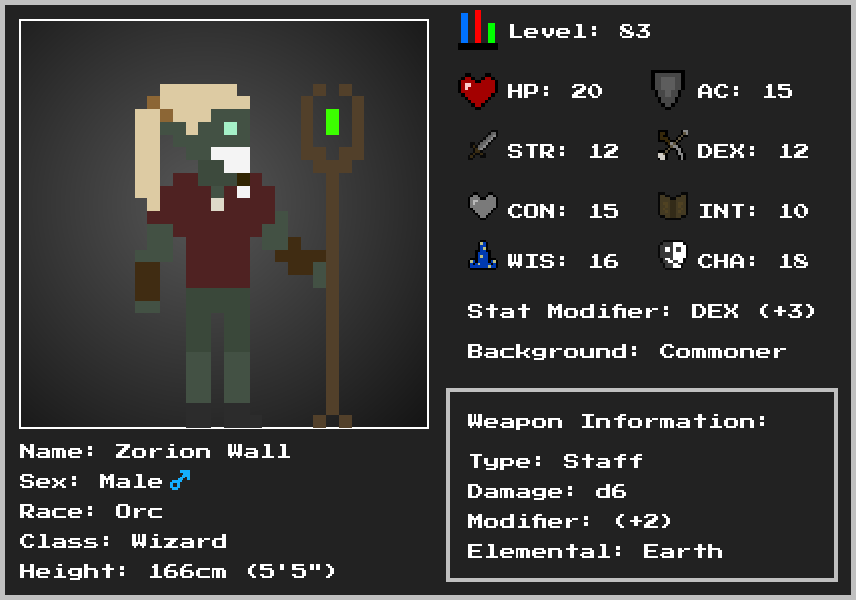 Level: 83
HP: 20 AC: 15
STR: 12 DEX: 12
CON: 15 INT: 10
WIS: 16 CHA: 18
Stat Modifier: DEX (+3)
Background: Commoner
Weapon Information:
Type: Staff
Damage: d6
Modifier: (+2)
Elemental: Earth
Name: Zorion Wall
Sex: Male♂
Race: Orc
Class: Wizard
Height: 166cm (5'5")